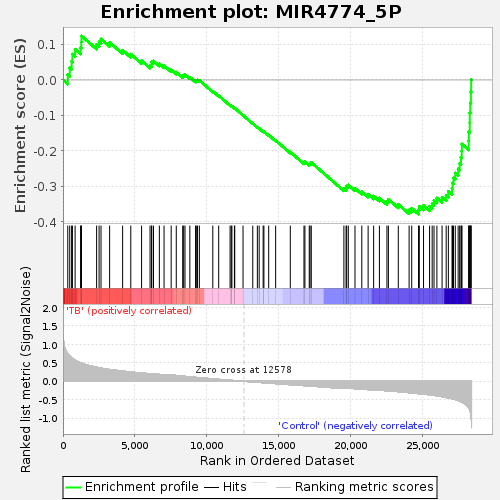 Enrichment plot: MIR4774_5P
Enrichment score (ES)
0.1
0.0
-0.1
-0.2
-0.3
-0.4
'TB' (positively correlated)
Ranked list metric (Signal2Noise)
2.0
1.5
1.0
0.5
0.0
-0.5
-1.0
Zero cross at 12578
'Control' (negatively correlated)
0
5,000
10,000
15,000
20,000
25,000
Rank in Ordered Dataset
Enrichment profile
Hits
Ranking metric scores